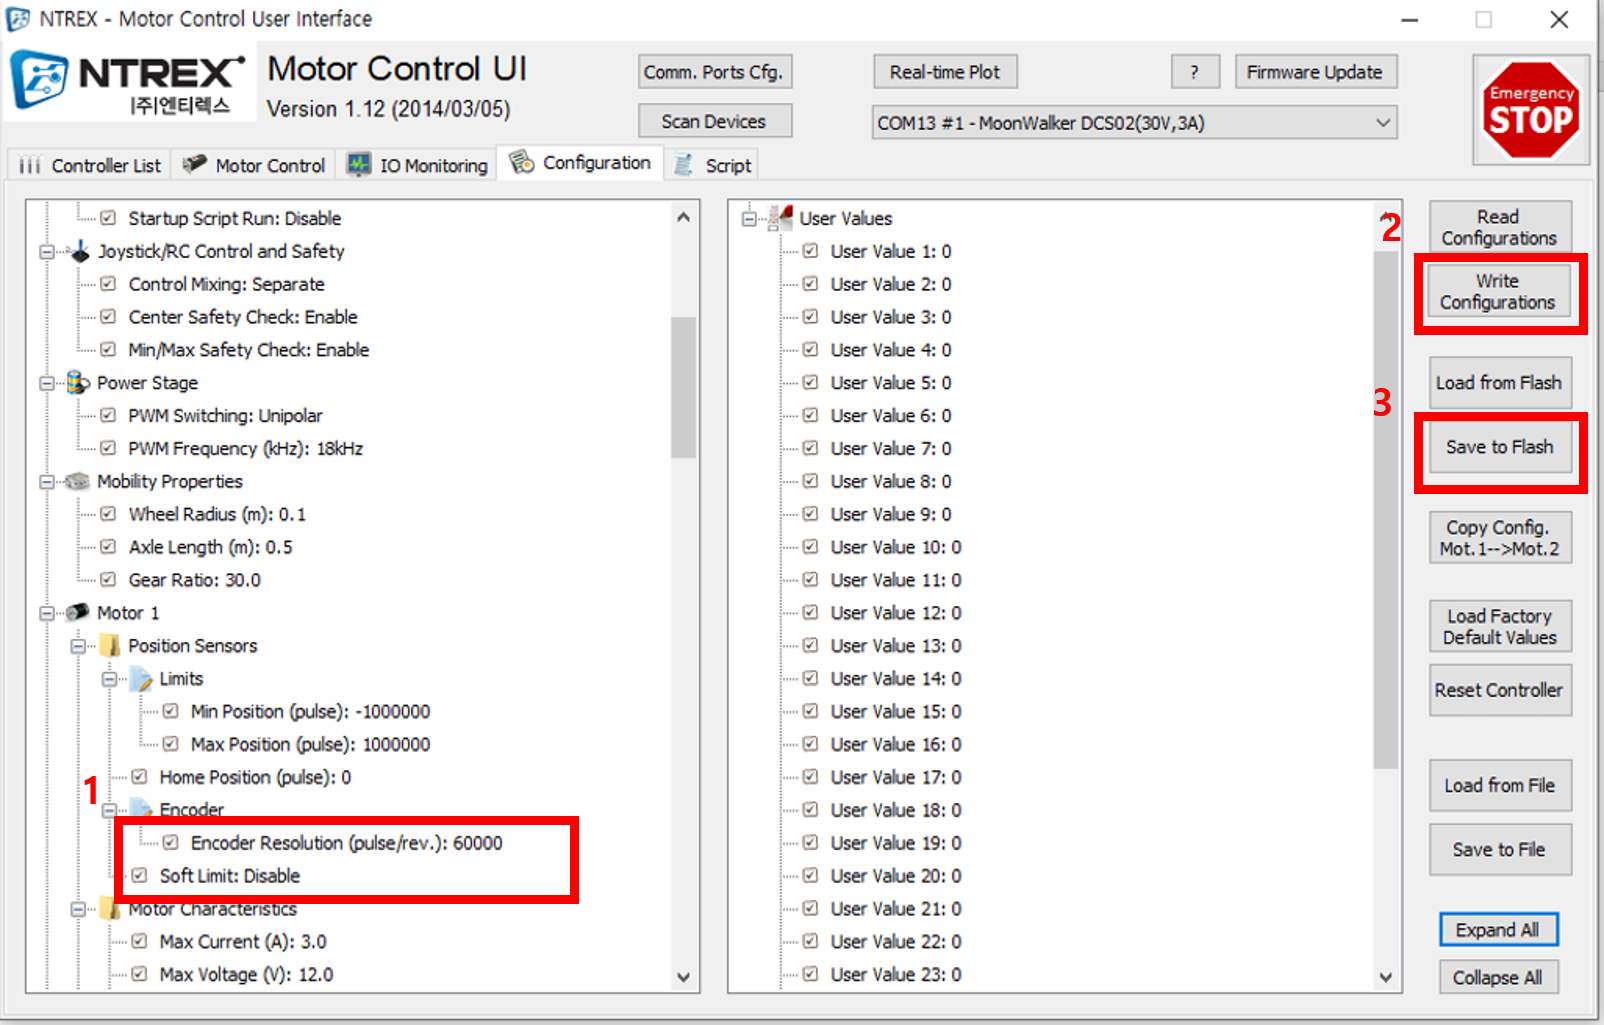 NTREX - Motor Control User Interface
NTREX
(주)엔티렉스
Motor Control UI
Version 1.12 (2014/03/05)
Comm. Ports Cfg.
Scan Devices
Real-time Plot
?
Firmware Update
COM13 #1 - MoonWalker DCS02(30V,3A)
Emergency
STOP
Controller List
Motor Control
IO Monitoring
Configuration
Script
Startup Script Run: Disable
Joystick/RC Control and Safety
Control Mixing: Separate
Center Safety Check: Enable
Min/Max Safety Check: Enable
Power Stage
PWM Switching: Unipolar
PWM Frequency (kHz): 18kHz
Mobility Properties
Wheel Radius (m): 0.1
Axle Length (m): 0.5
Gear Ratio: 30.0
Motor 1
Position Sensors
Limits
Min Position (pulse): -1000000
Max Position (pulse): 1000000
Home Position (pulse): 0
1
Encoder
Encoder Resolution (pulse/rev.): 60000
Soft Limit: Disable
Motor Characteristics
Max Current (A): 3.0
Max Voltage (V): 12.0
User Values
User Value 1: 0
User Value 2: 0
User Value 3: 0
User Value 4: 0
User Value 5: 0
User Value 6: 0
User Value 7: 0
User Value 8: 0
User Value 9: 0
User Value 10: 0
User Value 11: 0
User Value 12: 0
User Value 13: 0
User Value 14: 0
User Value 15: 0
User Value 16: 0
User Value 17: 0
User Value 18: 0
User Value 19: 0
User Value 20: 0
User Value 21: 0
User Value 22: 0
User Value 23: 0
Read
Configurations
2
Write
Configurations
Load from Flash
3
Save to Flash
Copy Config.
Mot.1-->Mot.2
Load Factory
Default Values
Reset Controller
Load from File
Save to File
Expand All
Collapse All